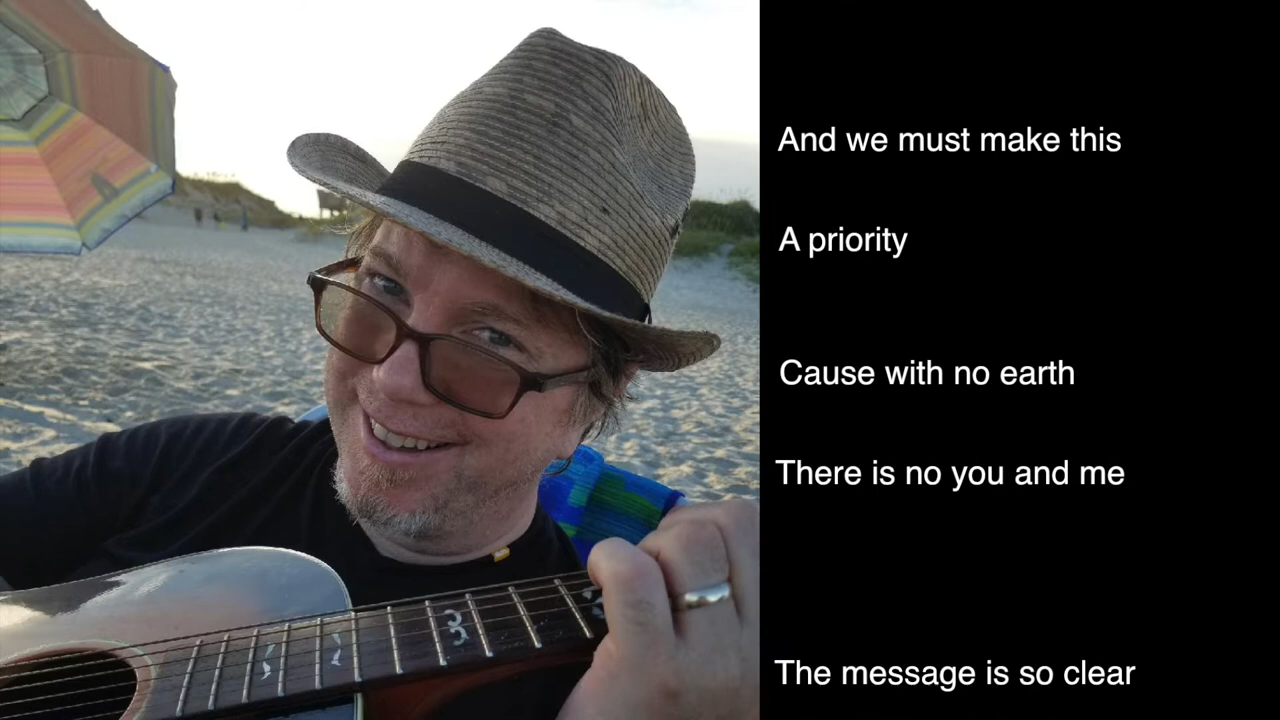 And we must make this
A priority
Cause with no earth
There is no you and me
The message is so clear